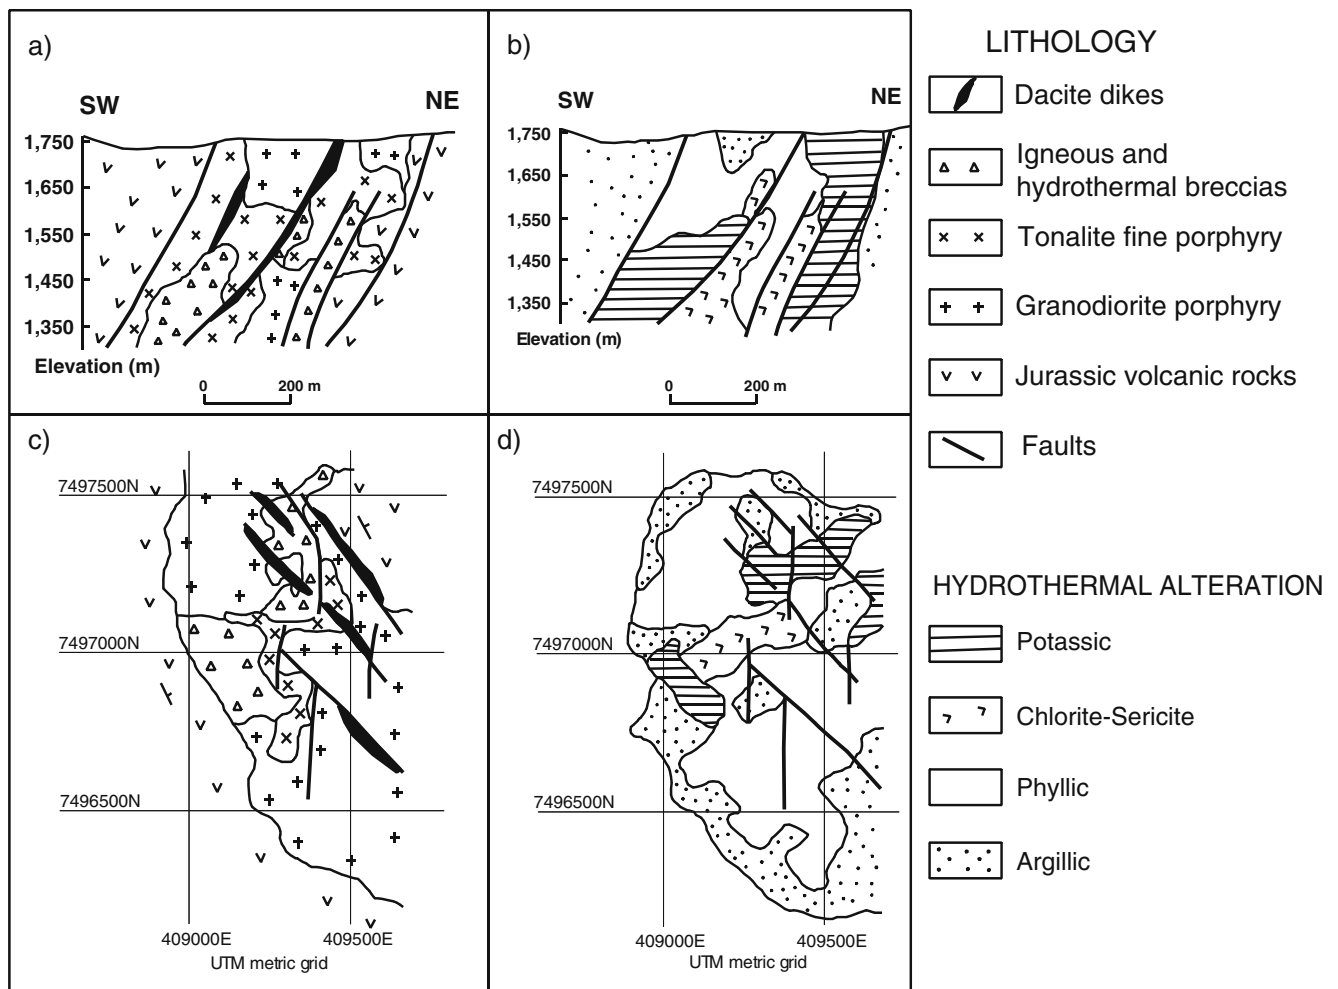 a)
SW
NE
1,750
1,650
1,550
1,450
1,350
Elevation (m)
0
200 m
b)
SW
NE
1,750
1,650
1,550
1,450
1,350
Elevation (m)
0
200 m
c)
7497500N
7497000N
7496500N
409000E
409500E
UTM metric grid
d)
7497500N
7497000N
7496500N
409000E
409500E
UTM metric grid
LITHOLOGY
Dacite dikes
Igneous and
hydrothermal breccias
Tonalite fine porphyry
Granodiorite porphyry
Jurassic volcanic rocks
Faults
HYDROTHERMAL ALTERATION
Potassic
Chlorite-Sericite
Phyllic
Argillic